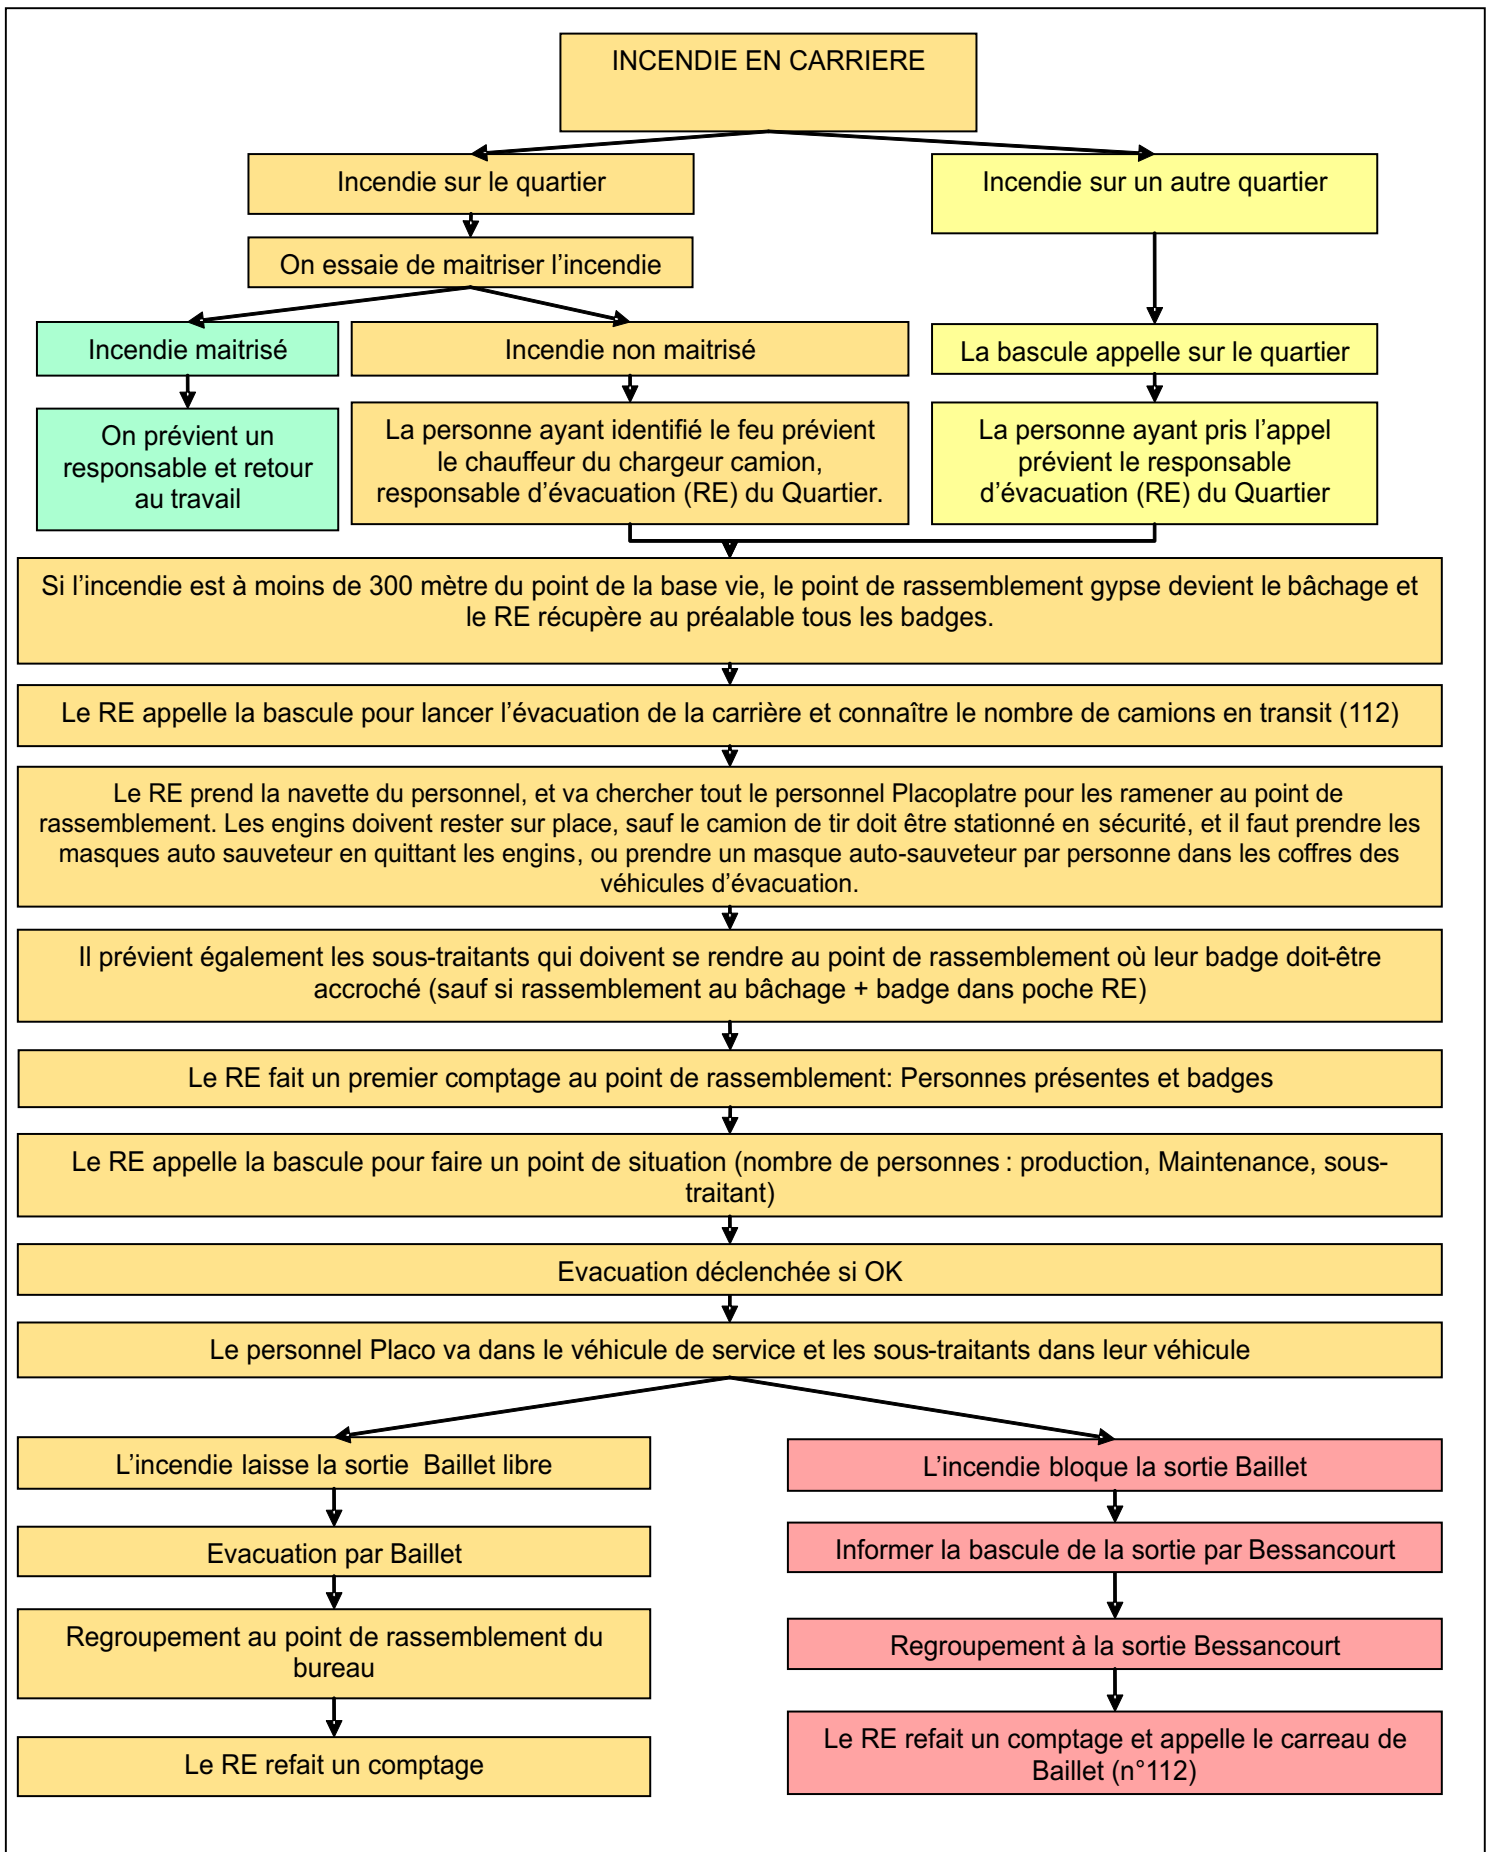 INCENDIE EN CARRIERE
Incendie sur le quartier
Incendie sur un autre quartier
On essaie de maitriser l'incendie
Incendie maitrisé
Incendie non maitrisé
La bascule appelle sur le quartier
On prévient un
responsable et retour
au travail
La personne ayant identifié le feu prévient
le chauffeur du chargeur camion,
responsable d'évacuation (RE) du Quartier.
La personne ayant pris l'appel
prévient le responsable
d'évacuation (RE) du Quartier
Si l'incendie est à moins de 300 mètre du point de la base vie, le point de rassemblement gypse devient le bâchage et
le RE récupère au préalable tous les badges.
Le RE appelle la bascule pour lancer l'évacuation de la carrière et connaître le nombre de camions en transit (112)
Le RE prend la navette du personnel, et va chercher tout le personnel Placoplatre pour les ramener au point de
rassemblement. Les engins doivent rester sur place, sauf le camion de tir doit être stationné en sécurité, et il faut prendre les
masques auto sauveteur en quittant les engins, ou prendre un masque auto-sauveteur par personne dans les coffres des
véhicules d'évacuation.
Il prévient également les sous-traitants qui doivent se rendre au point de rassemblement où leur badge doit-être
accroché (sauf si rassemblement au bâchage + badge dans poche RE)
Le RE fait un premier comptage au point de rassemblement: Personnes présentes et badges
Le RE appelle la bascule pour faire un point de situation (nombre de personnes : production, Maintenance, sous-
traitant)
Evacuation déclenchée si OK
Le personnel Placo va dans le véhicule de service et les sous-traitants dans leur véhicule
L'incendie laisse la sortie Baillet libre
L'incendie bloque la sortie Baillet
Evacuation par Baillet
Informer la bascule de la sortie par Bessancourt
Regroupement au point de rassemblement du
bureau
Regroupement à la sortie Bessancourt
Le RE refait un comptage
Le RE refait un comptage et appelle le carreau de
Baillet (n°112)